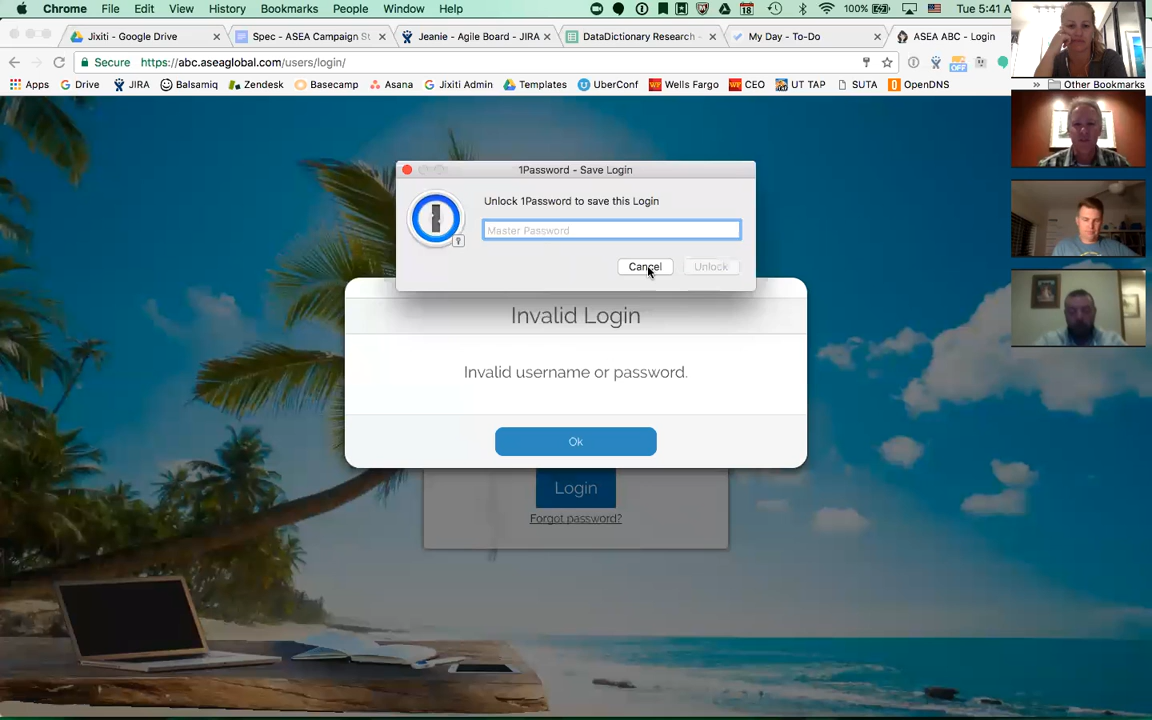 Chrome File Edit View History Bookmarks People Window Help 18 100% Tue 5:41 A
Jixiti - Google Drive Spec - ASEA Campaign St Jeanie - Agile Board - JIRA DataDictionary Research - My Day - To-Do ASEA ABC - Login
Secure https://abc.aseaglobal.com/users/login/ OFF
Apps Drive JIRA Balsamiq Zendesk Basecamp Asana Jixiti Admin Templates UberConf Wells Fargo CEO UT TAP SUTA OpenDNS » Other Bookmarks
1Password - Save Login
Unlock 1Password to save this Login
Master Password
Cancel Unlock
Invalid Login
Invalid username or password.
Ok
Login
Forgot password?